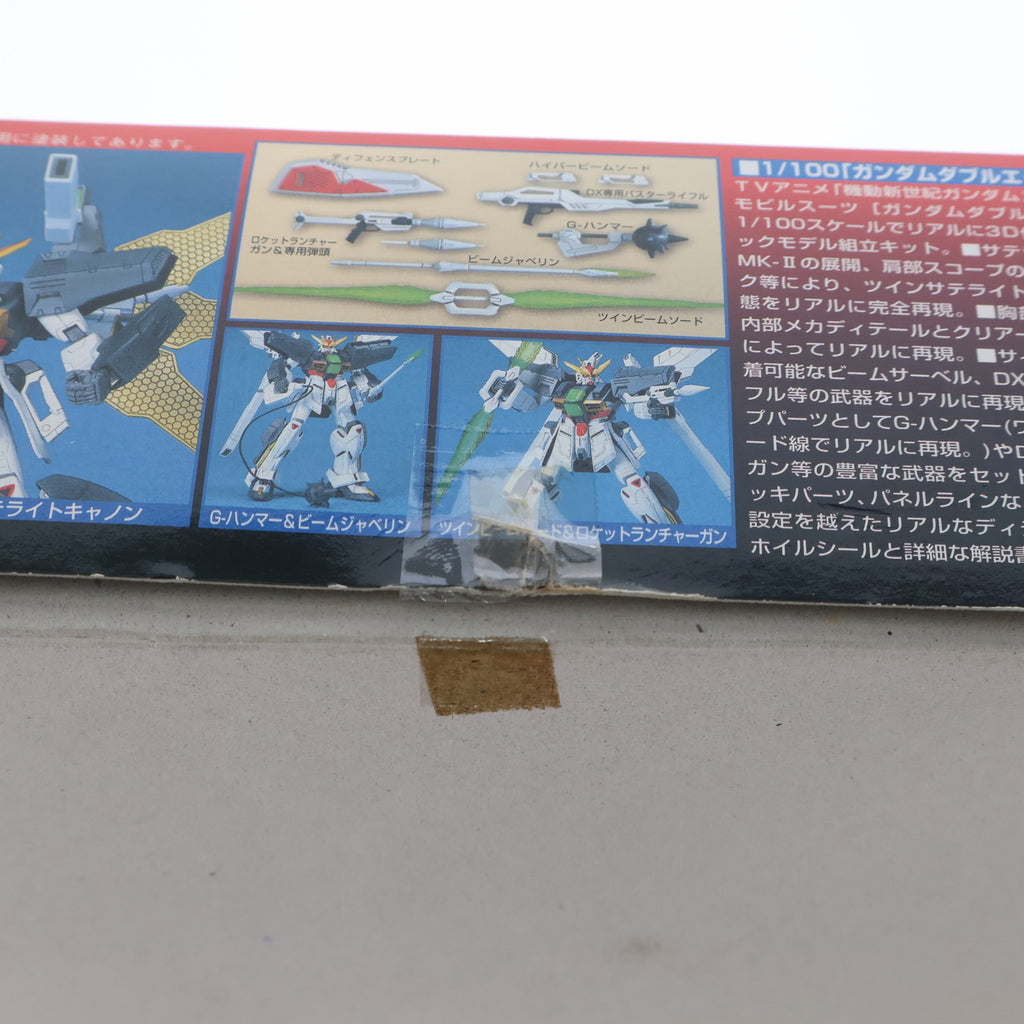 に塗装してあります。
ディフェンスプレート
ハイパービームソード
DX専用バスターライフル
G-ハンマー
ロケットランチャー
ガン＆専用弾頭
ビームジャベリン
ツインビームソード
テライトキャノン
G-ハンマー＆ビームジャベリン
ツインビームソード＆ロケットランチャーガン
■1/100「ガンダムダブルエ
TVアニメ「機動新世紀ガンダム
モビルスーツ［ガンダムダブル
1/100スケールでリアルに3D
ックモデル組立キット。■サテ
MK-Ⅱの展開、肩部スコープの
ク等により、ツインサテライト
態をリアルに完全再現。■胸
内部メカディテールとクリアー
によってリアルに再現。■サイ
着可能なビームサーベル、DX
フル等の武器をリアルに再現
プパーツとしてG-ハンマー(ワ
ード線でリアルに再現。)や
ガン等の豊富な武器をセット
ッキパーツ、パネルラインな
設定を越えたリアルなディテ
ホイルシールと詳細な解説書